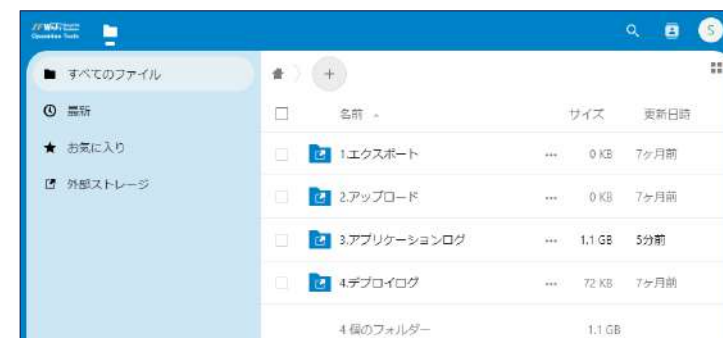 Operation Tools
S
すべてのファイル
最新
お気に入り
外部ストレージ
名前
サイズ
更新日時
1.エクスポート
0 KB
7ヶ月前
2.アップロード
0 KB
7ヶ月前
3.アプリケーションログ
1.1 GB
5分前
4.デプロイログ
72 KB
7ヶ月前
4 個のフォルダー
1.1 GB